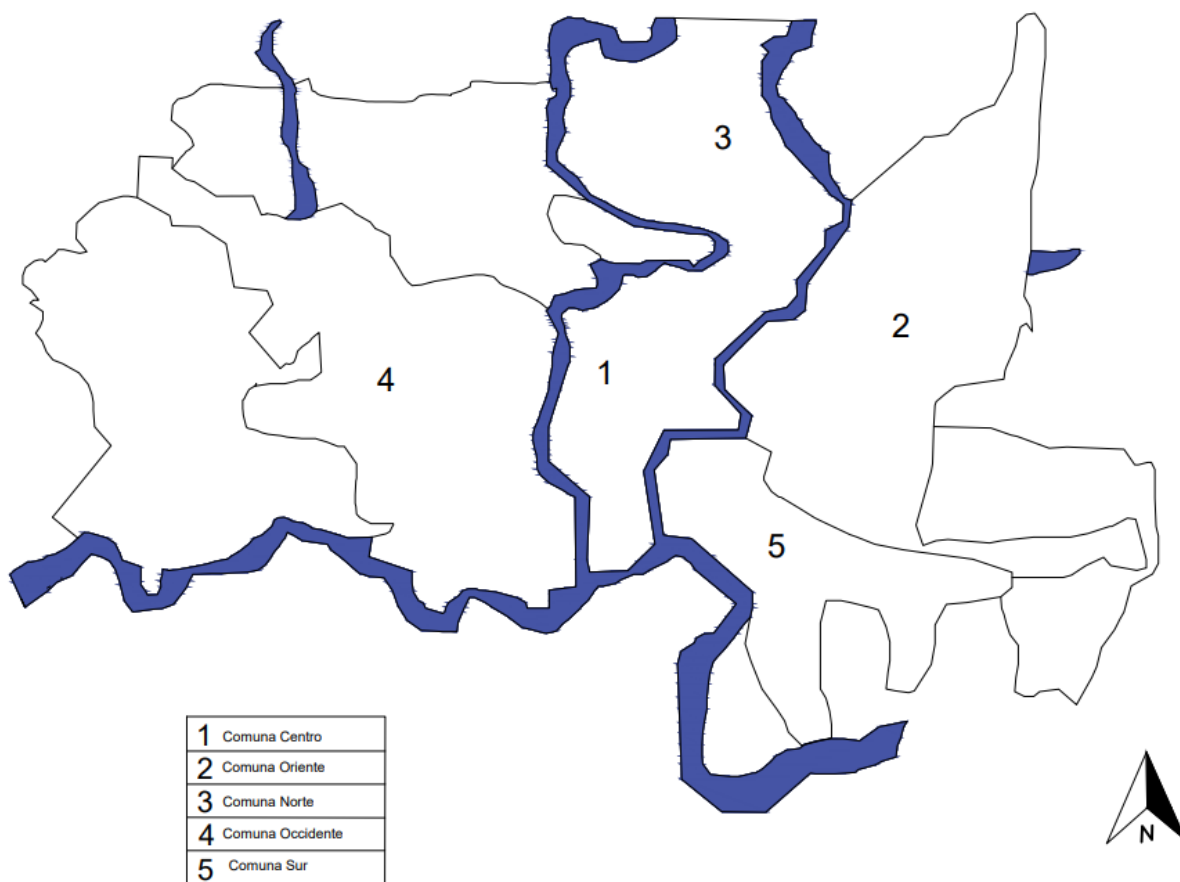 3
2
1
4
5
1 Comuna Centro
2 Comuna Oriente
3 Comuna Norte
4 Comuna Occidente
5 Comuna Sur
N